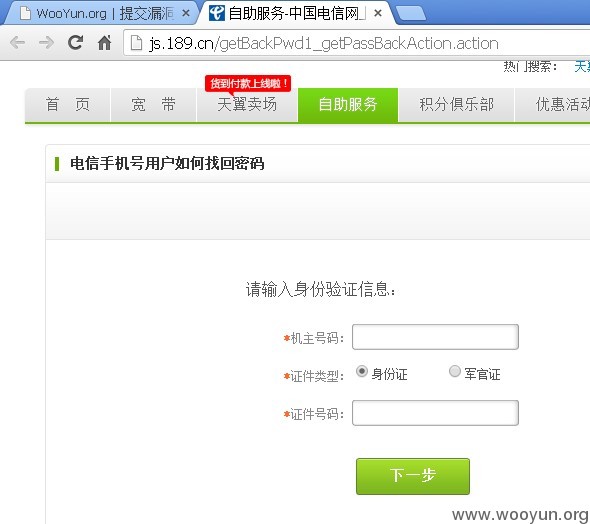 WooYun.org | 提交漏洞
自助服务-中国电信网_
js.189.cn/getBackPwd1_getPassBackAction.action
热门搜索： 天翼
货到付款上线啦！
首 页 宽 带 天翼卖场 自助服务 积分俱乐部 优惠活动
电信手机号用户如何找回密码
请输入身份验证信息：
*机主号码：
*证件类型： 身份证 军官证
*证件号码：
下一步
www.wooyun.org